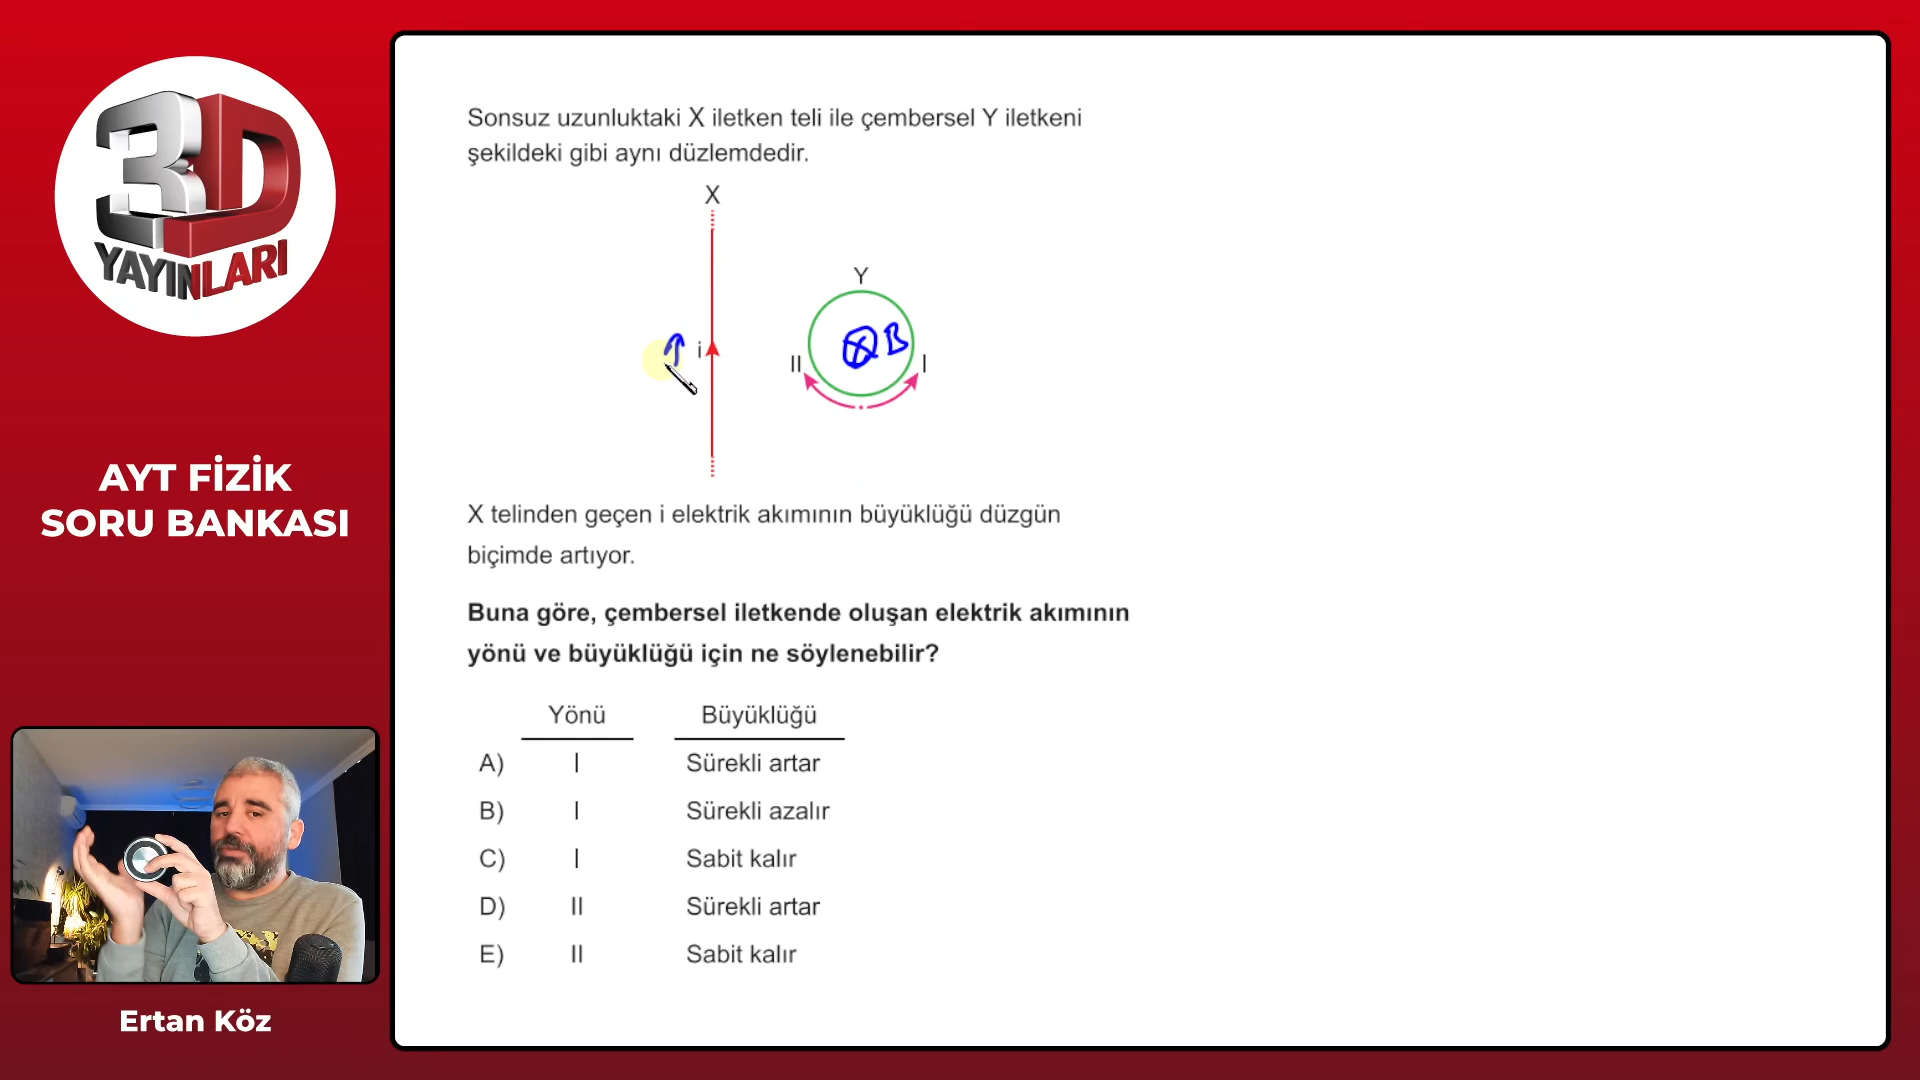 3D
YAYINLARI
AYT FİZİK
SORU BANKASI
Ertan Köz
Sonsuz uzunluktaki X iletken teli ile çembersel Y iletkeni
şekildeki gibi aynı düzlemdedir.
X
Y
i
B
II
I
X telinden geçen i elektrik akımının büyüklüğü düzgün
biçimde artıyor.
Buna göre, çembersel iletkende oluşan elektrik akımının
yönü ve büyüklüğü için ne söylenebilir?
Yönü Büyüklüğü
A) I Sürekli artar
B) I Sürekli azalır
C) I Sabit kalır
D) II Sürekli artar
E) II Sabit kalır